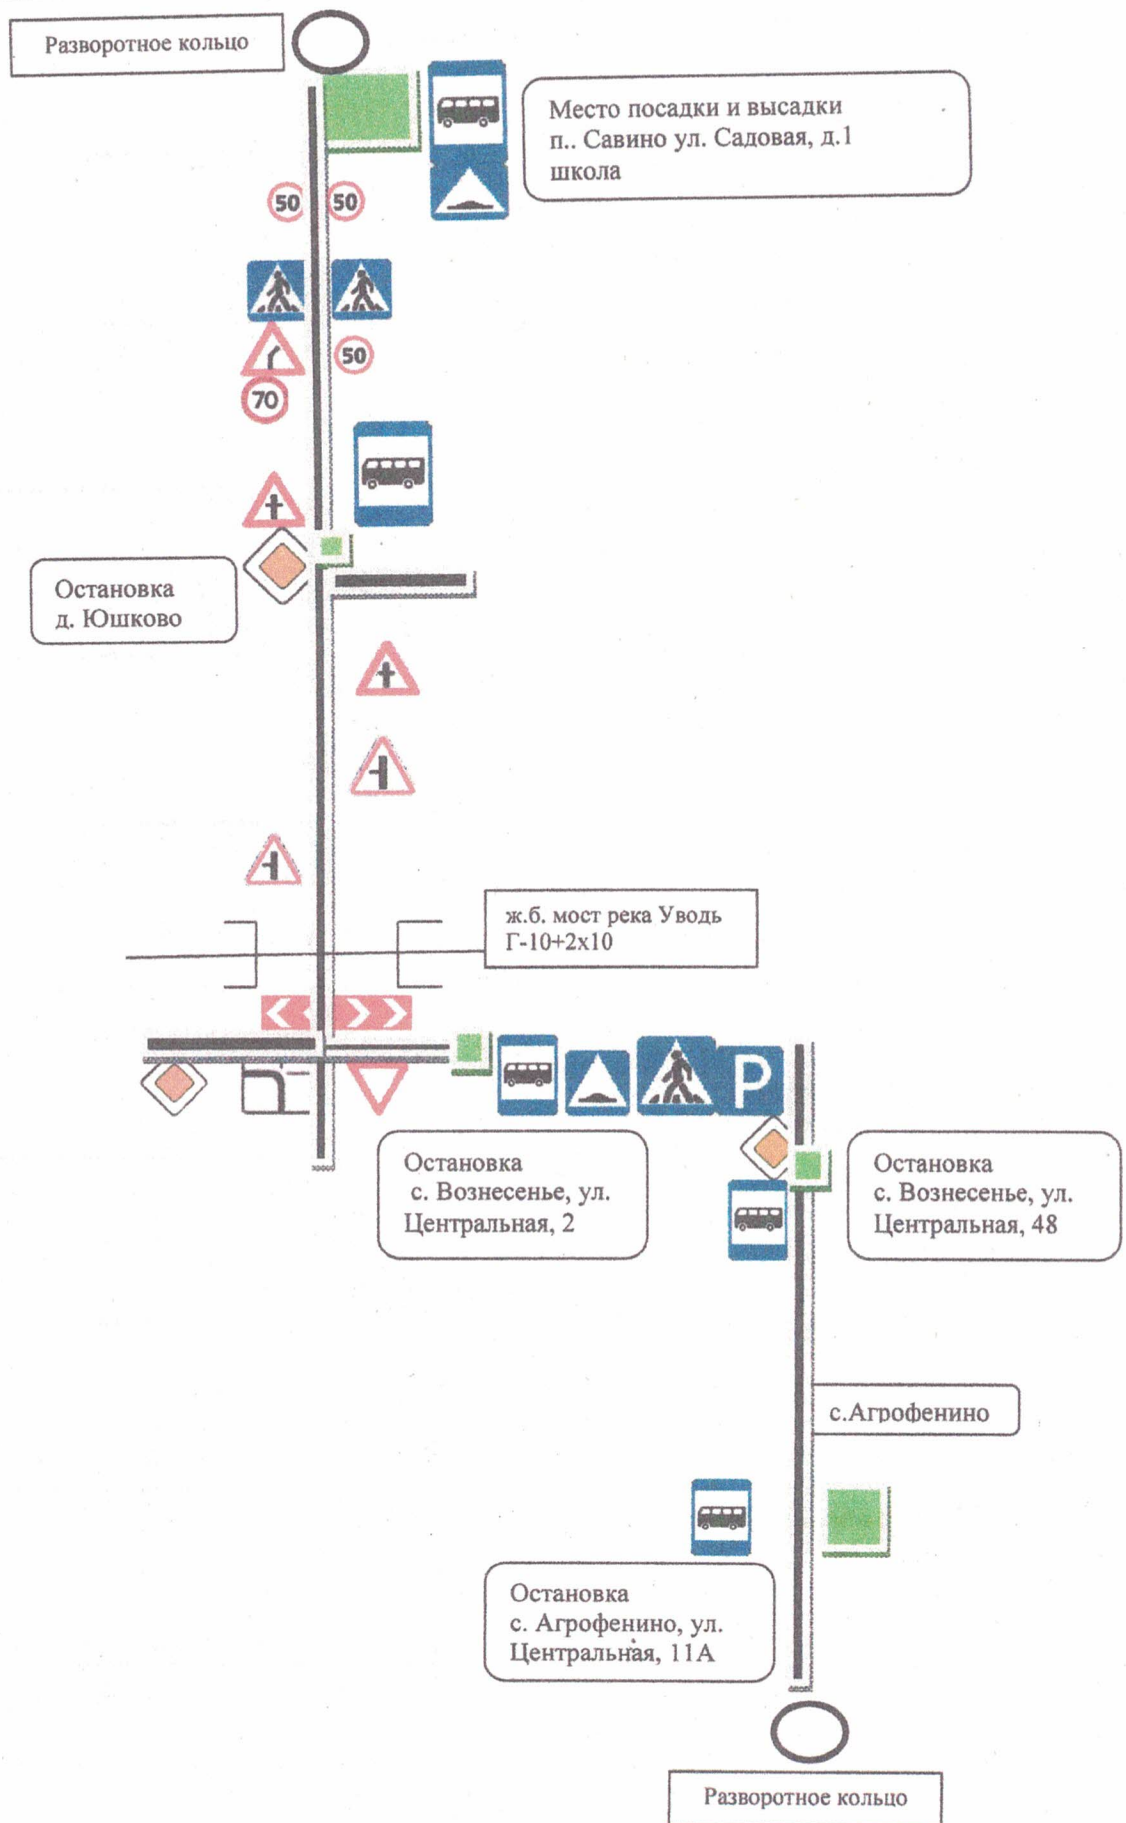 Разворотное кольцо
Место посадки и высадки
п.. Савино ул. Садовая, д.1
школа
50 50
50
70
Остановка
д. Юшково
ж.б. мост река Уводь
Г-10+2х10
P
Остановка
с. Вознесенье, ул.
Центральная, 2
Остановка
с. Вознесенье, ул.
Центральная, 48
с.Агрофенино
Остановка
с. Агрофенино, ул.
Центральная, 11А
Разворотное кольцо